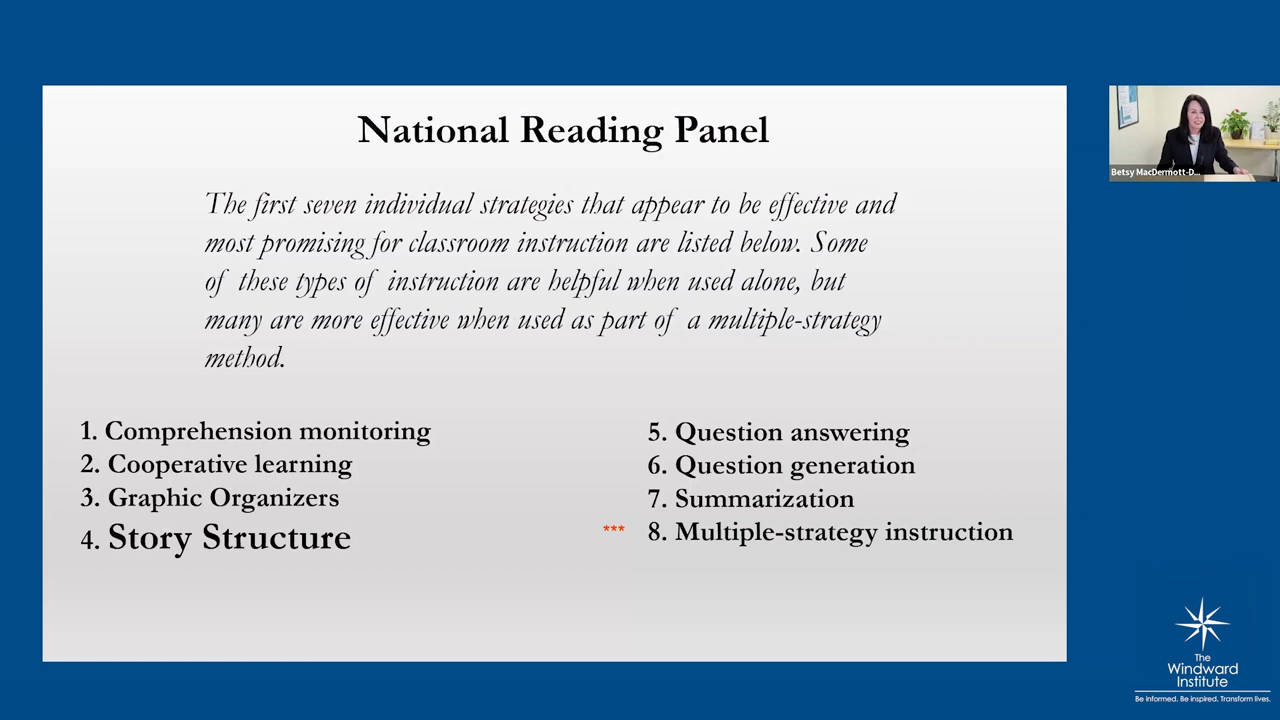 National Reading Panel
The first seven individual strategies that appear to be effective and
most promising for classroom instruction are listed below. Some
of these types of instruction are helpful when used alone, but
many are more effective when used as part of a multiple-strategy
method.
1. Comprehension monitoring
2. Cooperative learning
3. Graphic Organizers
4. Story Structure
5. Question answering
6. Question generation
7. Summarization
*** 8. Multiple-strategy instruction
Betsy MacDermott-D...
The
Windward
Institute
Be informed. Be inspired. Transform lives.